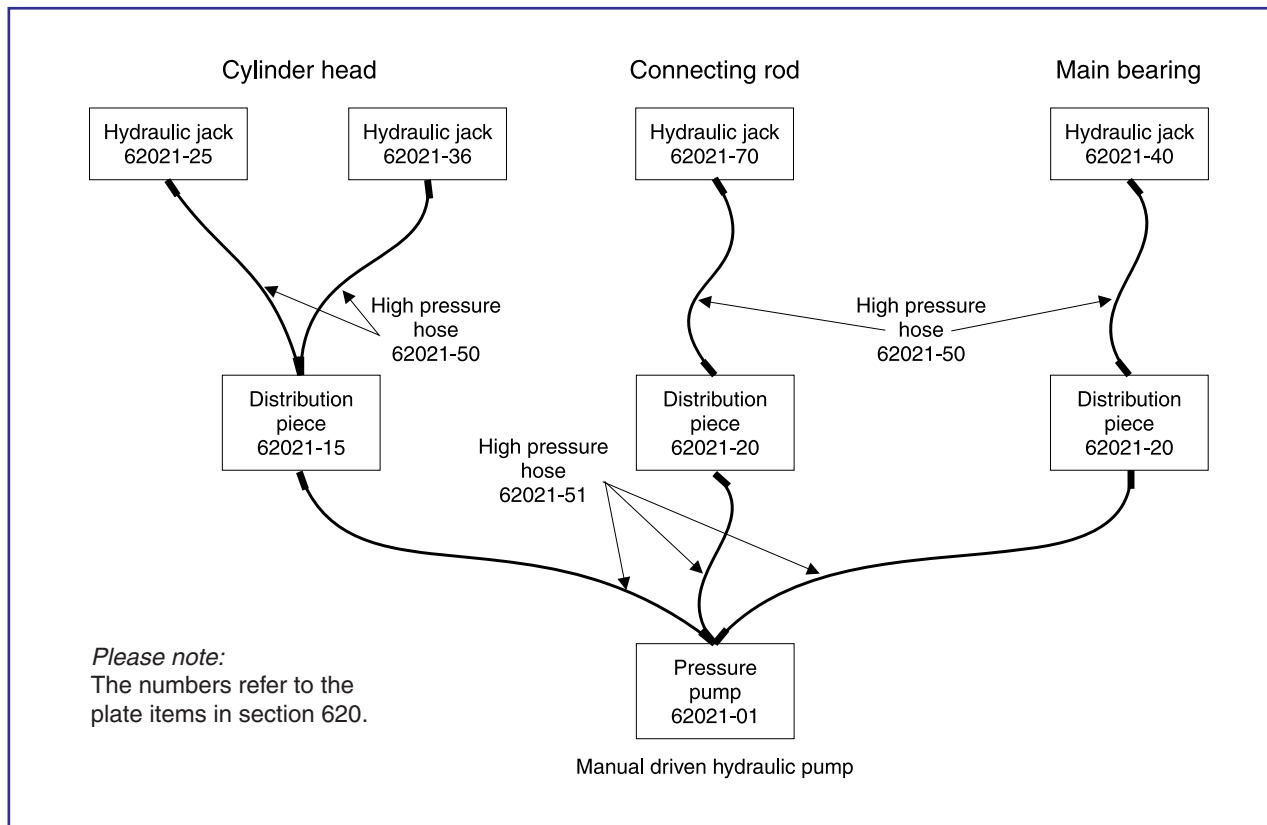 Cylinder head
Connecting rod
Main bearing
Hydraulic jack
62021-25
Hydraulic jack
62021-36
Hydraulic jack
62021-70
Hydraulic jack
62021-40
High pressure
hose
62021-50
High pressure
hose
62021-50
Distribution
piece
62021-15
Distribution
piece
62021-20
Distribution
piece
62021-20
High pressure
hose
62021-51
Please note:
The numbers refer to the
plate items in section 620.
Pressure
pump
62021-01
Manual driven hydraulic pump